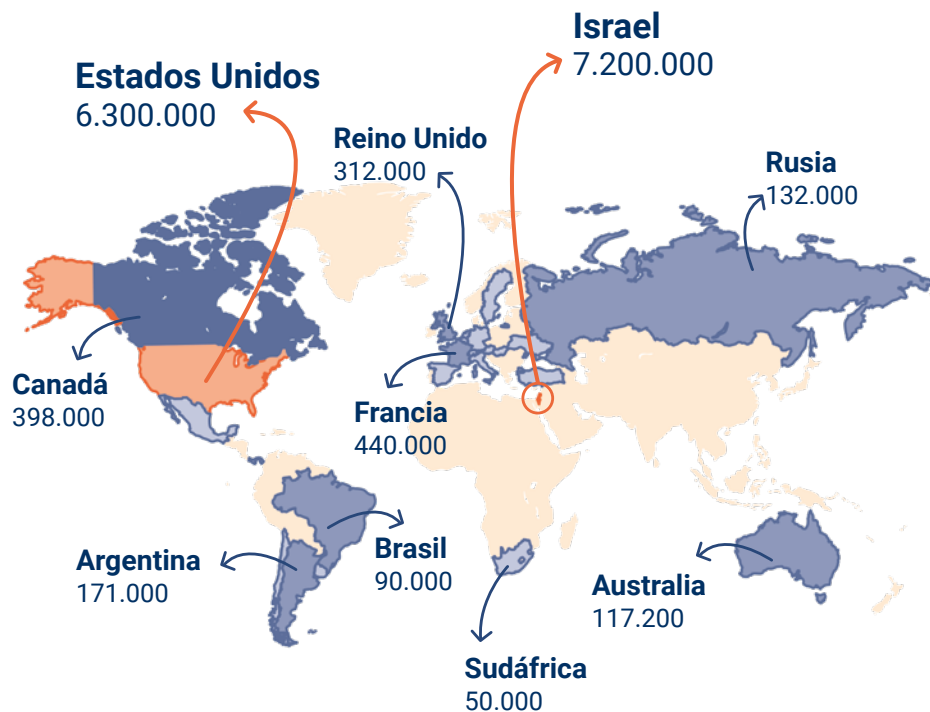 Israel
7.200.000
Estados Unidos
6.300.000
Reino Unido
312.000
Rusia
132.000
Canadá
398.000
Francia
440.000
Argentina
171.000
Brasil
90.000
Australia
117.200
Sudáfrica
50.000